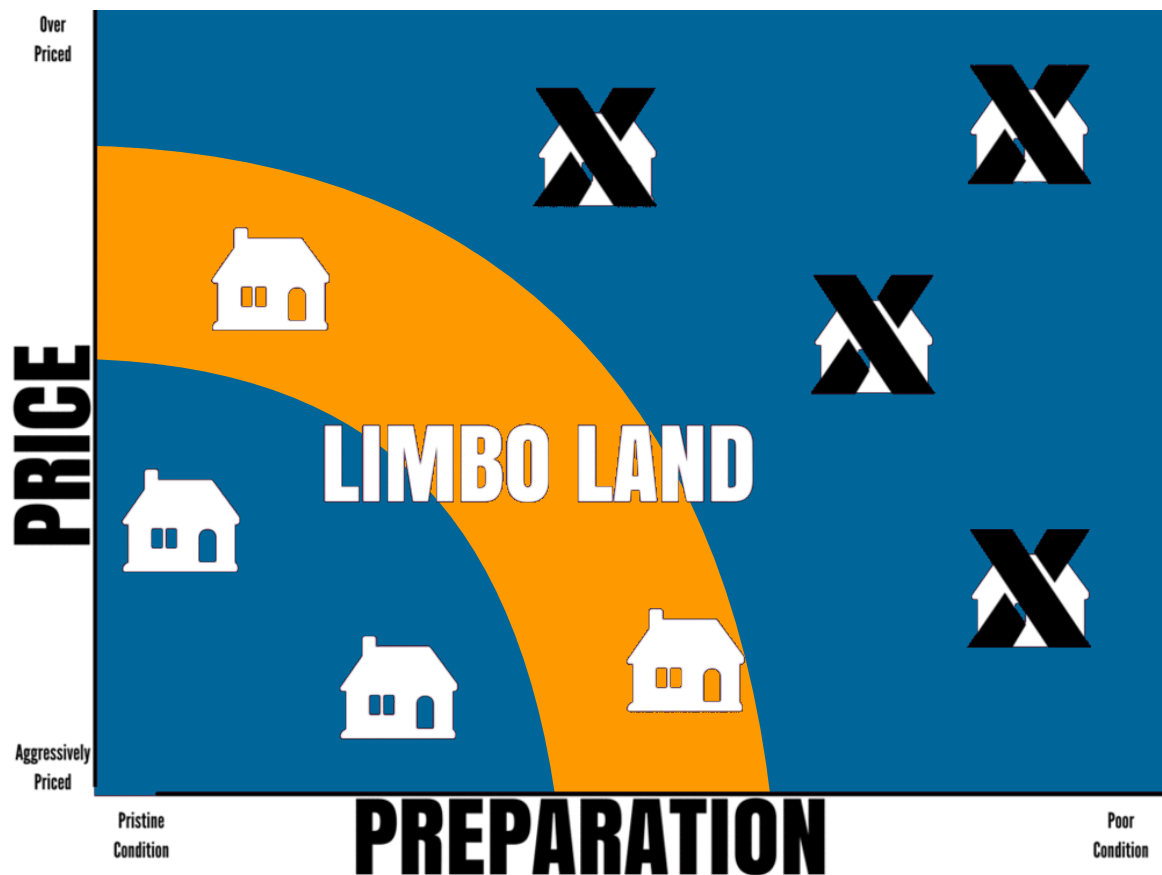 Over
Priced
PRICE
LIMBO LAND
Aggressively
Priced
Pristine
Condition
PREPARATION
Poor
Condition